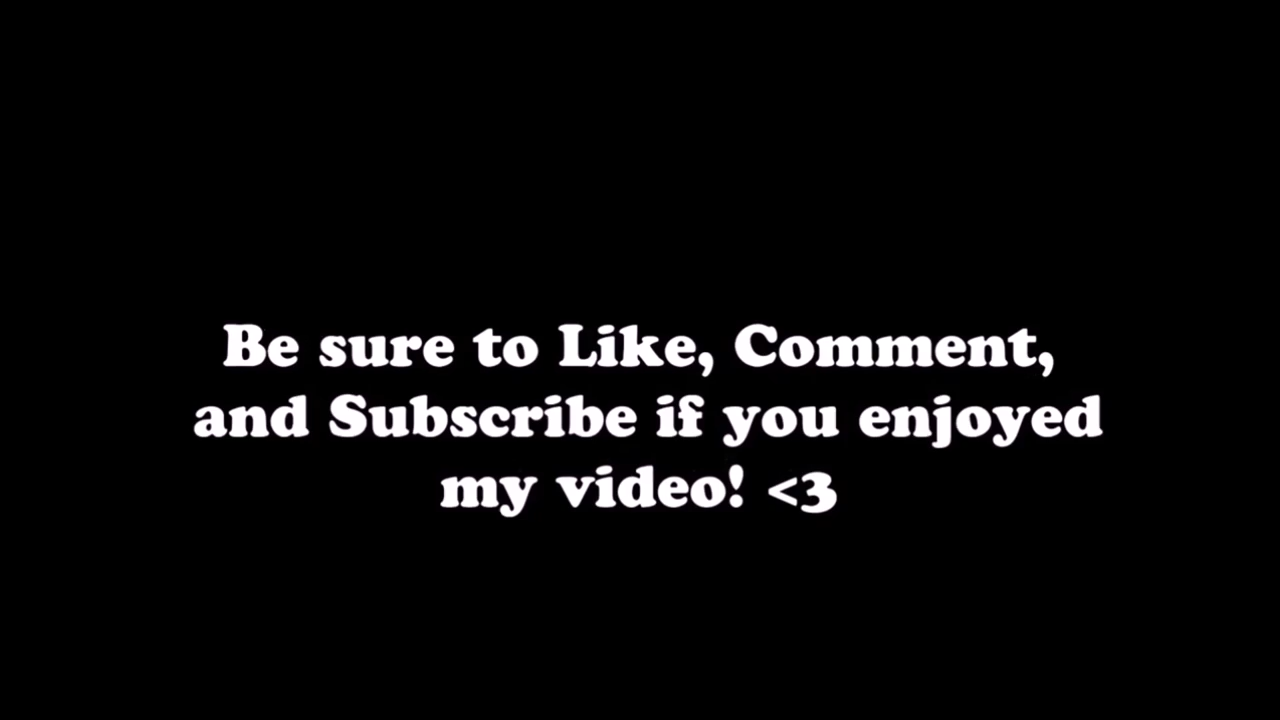 Be sure to Like, Comment,
and Subscribe if you enjoyed
my video! <3